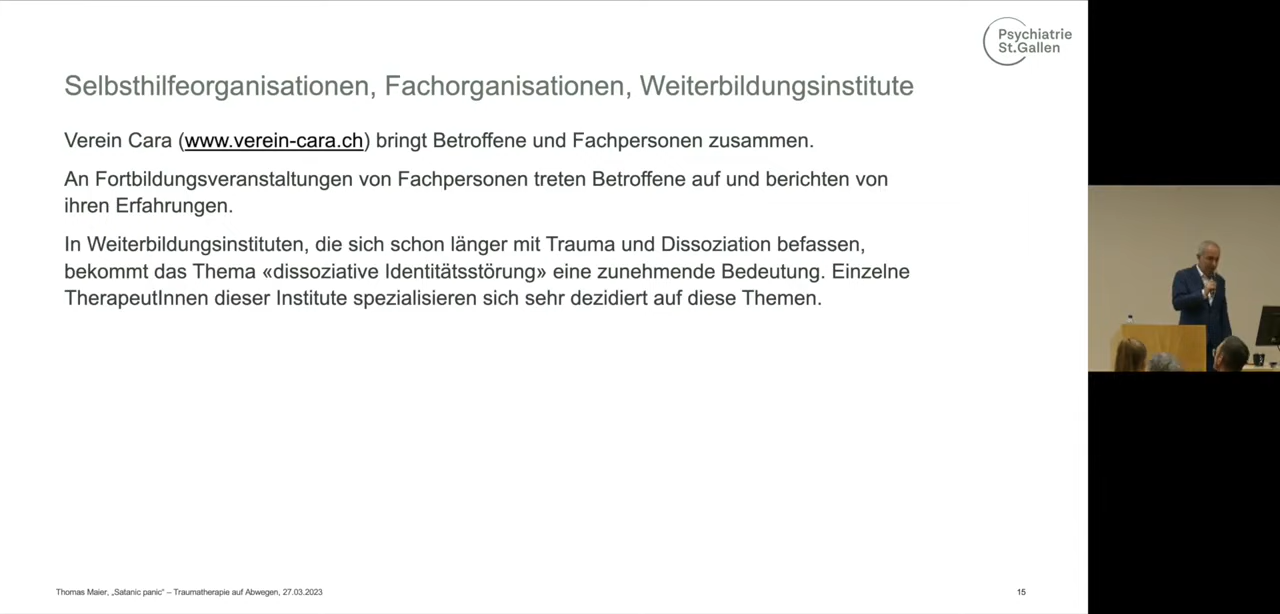 Psychiatrie
St.Gallen
Selbsthilfeorganisationen, Fachorganisationen, Weiterbildungsinstitute
Verein Cara (www.verein-cara.ch) bringt Betroffene und Fachpersonen zusammen.
An Fortbildungsveranstaltungen von Fachpersonen treten Betroffene auf und berichten von
ihren Erfahrungen.
In Weiterbildungsinstituten, die sich schon länger mit Trauma und Dissoziation befassen,
bekommt das Thema «dissoziative Identitätsstörung» eine zunehmende Bedeutung. Einzelne
TherapeutInnen dieser Institute spezialisieren sich sehr dezidiert auf diese Themen.
Thomas Maier, „Satanic panic“ – Traumatherapie auf Abwegen, 27.03.2023
15